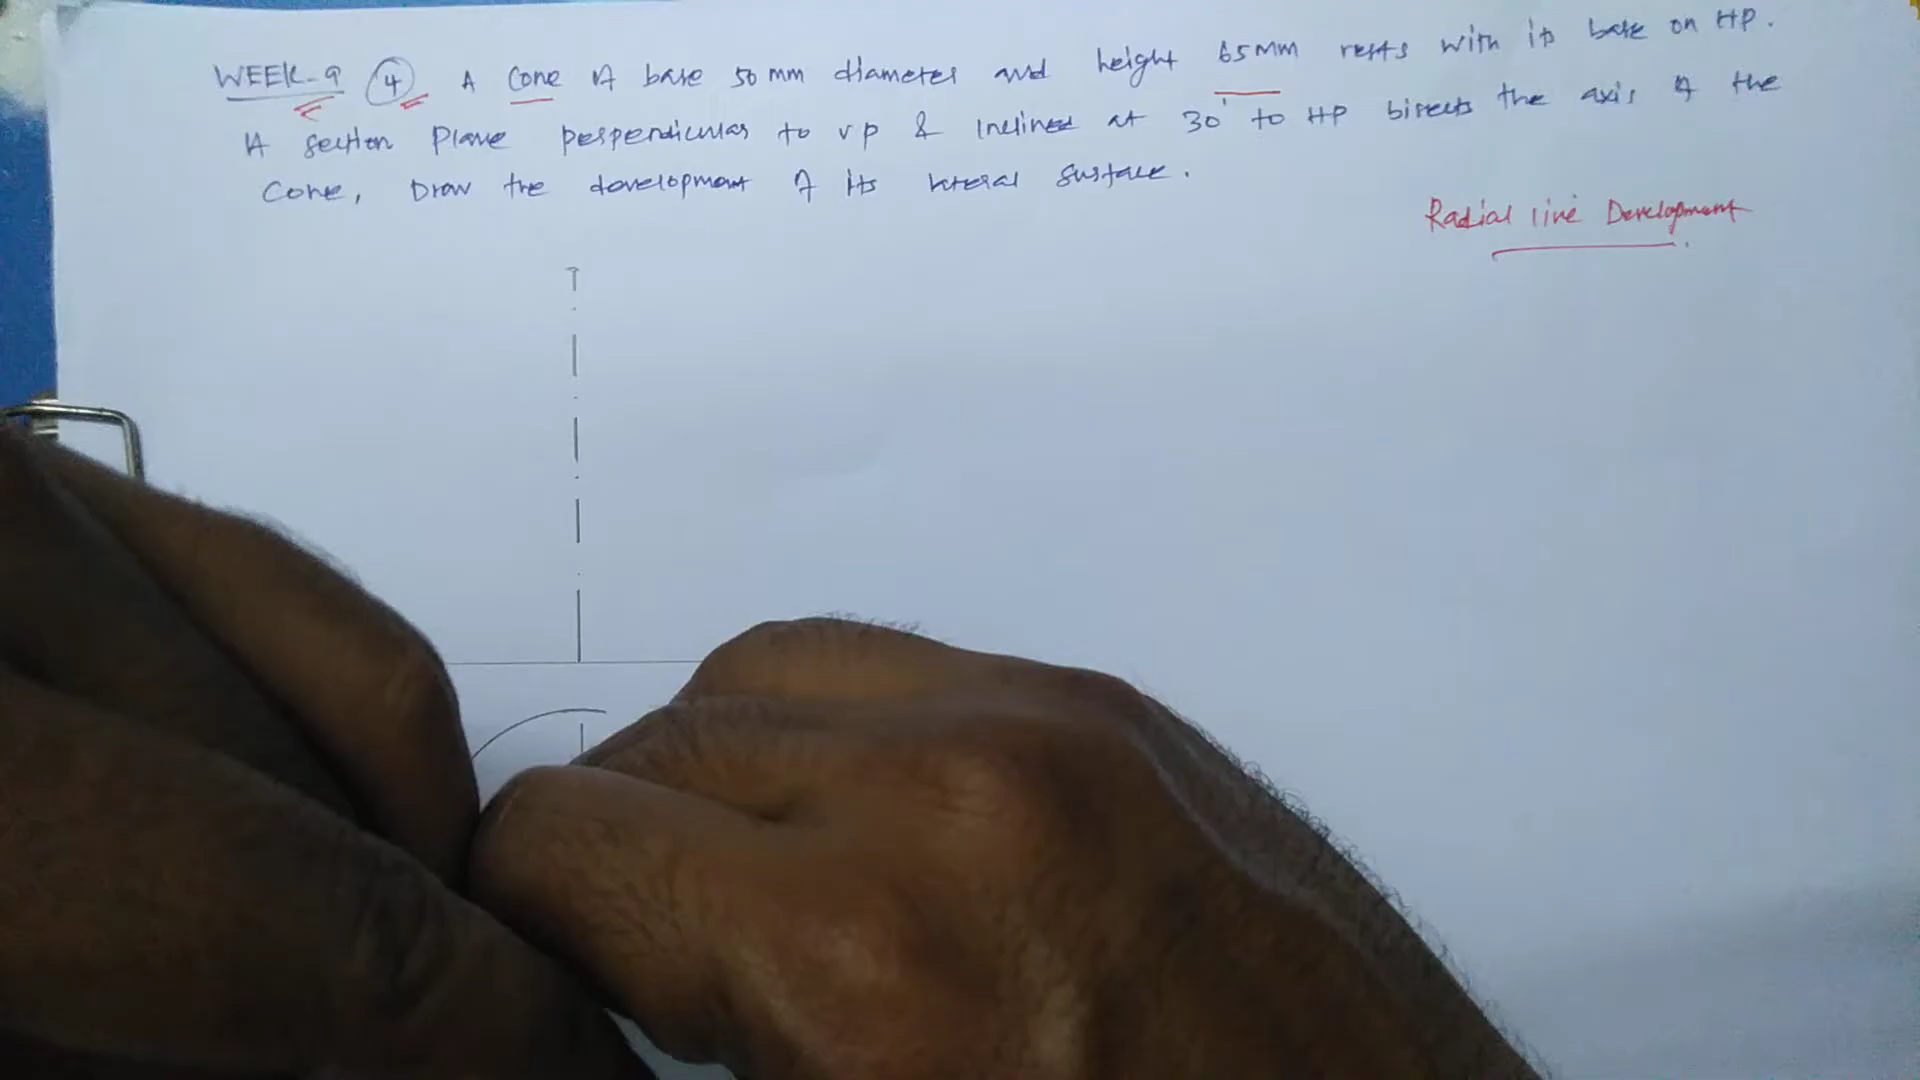 WEEK-9 4 A Cone of base 50 mm diameter and height 65mm rests with its base on HP.
A section Plane perpendicular to VP & Inclined at 30° to HP bisects the axis of the
Cone, Draw the development of its lateral surface.
Radial line Development